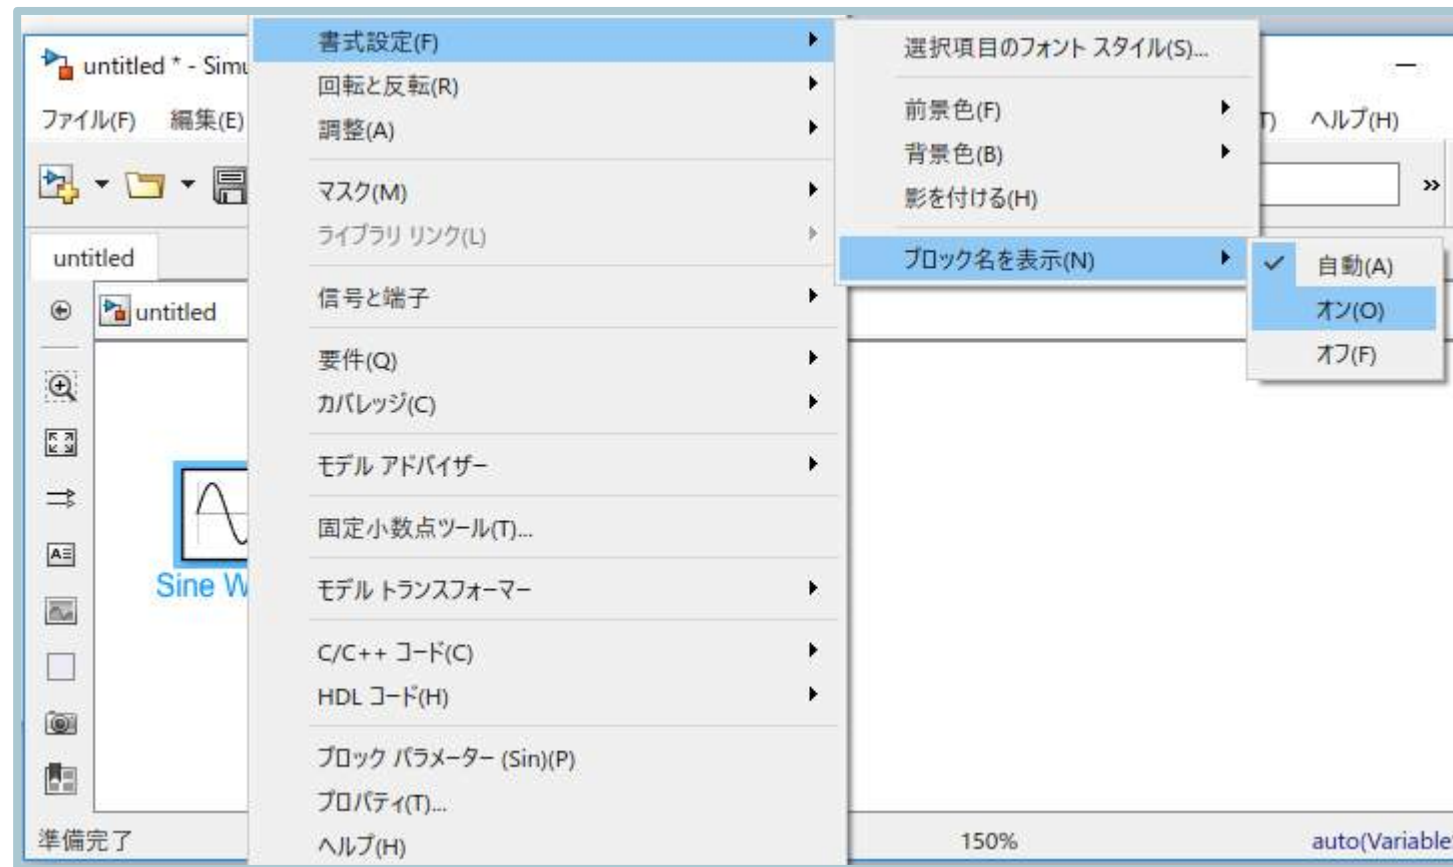 untitled * - Simu
ファイル(F) 編集(E)
T) ヘルプ(H)
»
untitled
untitled
Sine W
準備完了
150%
auto(Variable
書式設定(F)
回転と反転(R)
調整(A)
マスク(M)
ライブラリ リンク(L)
信号と端子
要件(Q)
カバレッジ(C)
モデル アドバイザー
固定小数点ツール(T)...
モデル トランスフォーマー
C/C++ コード(C)
HDL コード(H)
ブロック パラメーター (Sin)(P)
プロパティ(T)...
ヘルプ(H)
選択項目のフォント スタイル(S)...
前景色(F)
背景色(B)
影を付ける(H)
ブロック名を表示(N)
自動(A)
オン(O)
オフ(F)